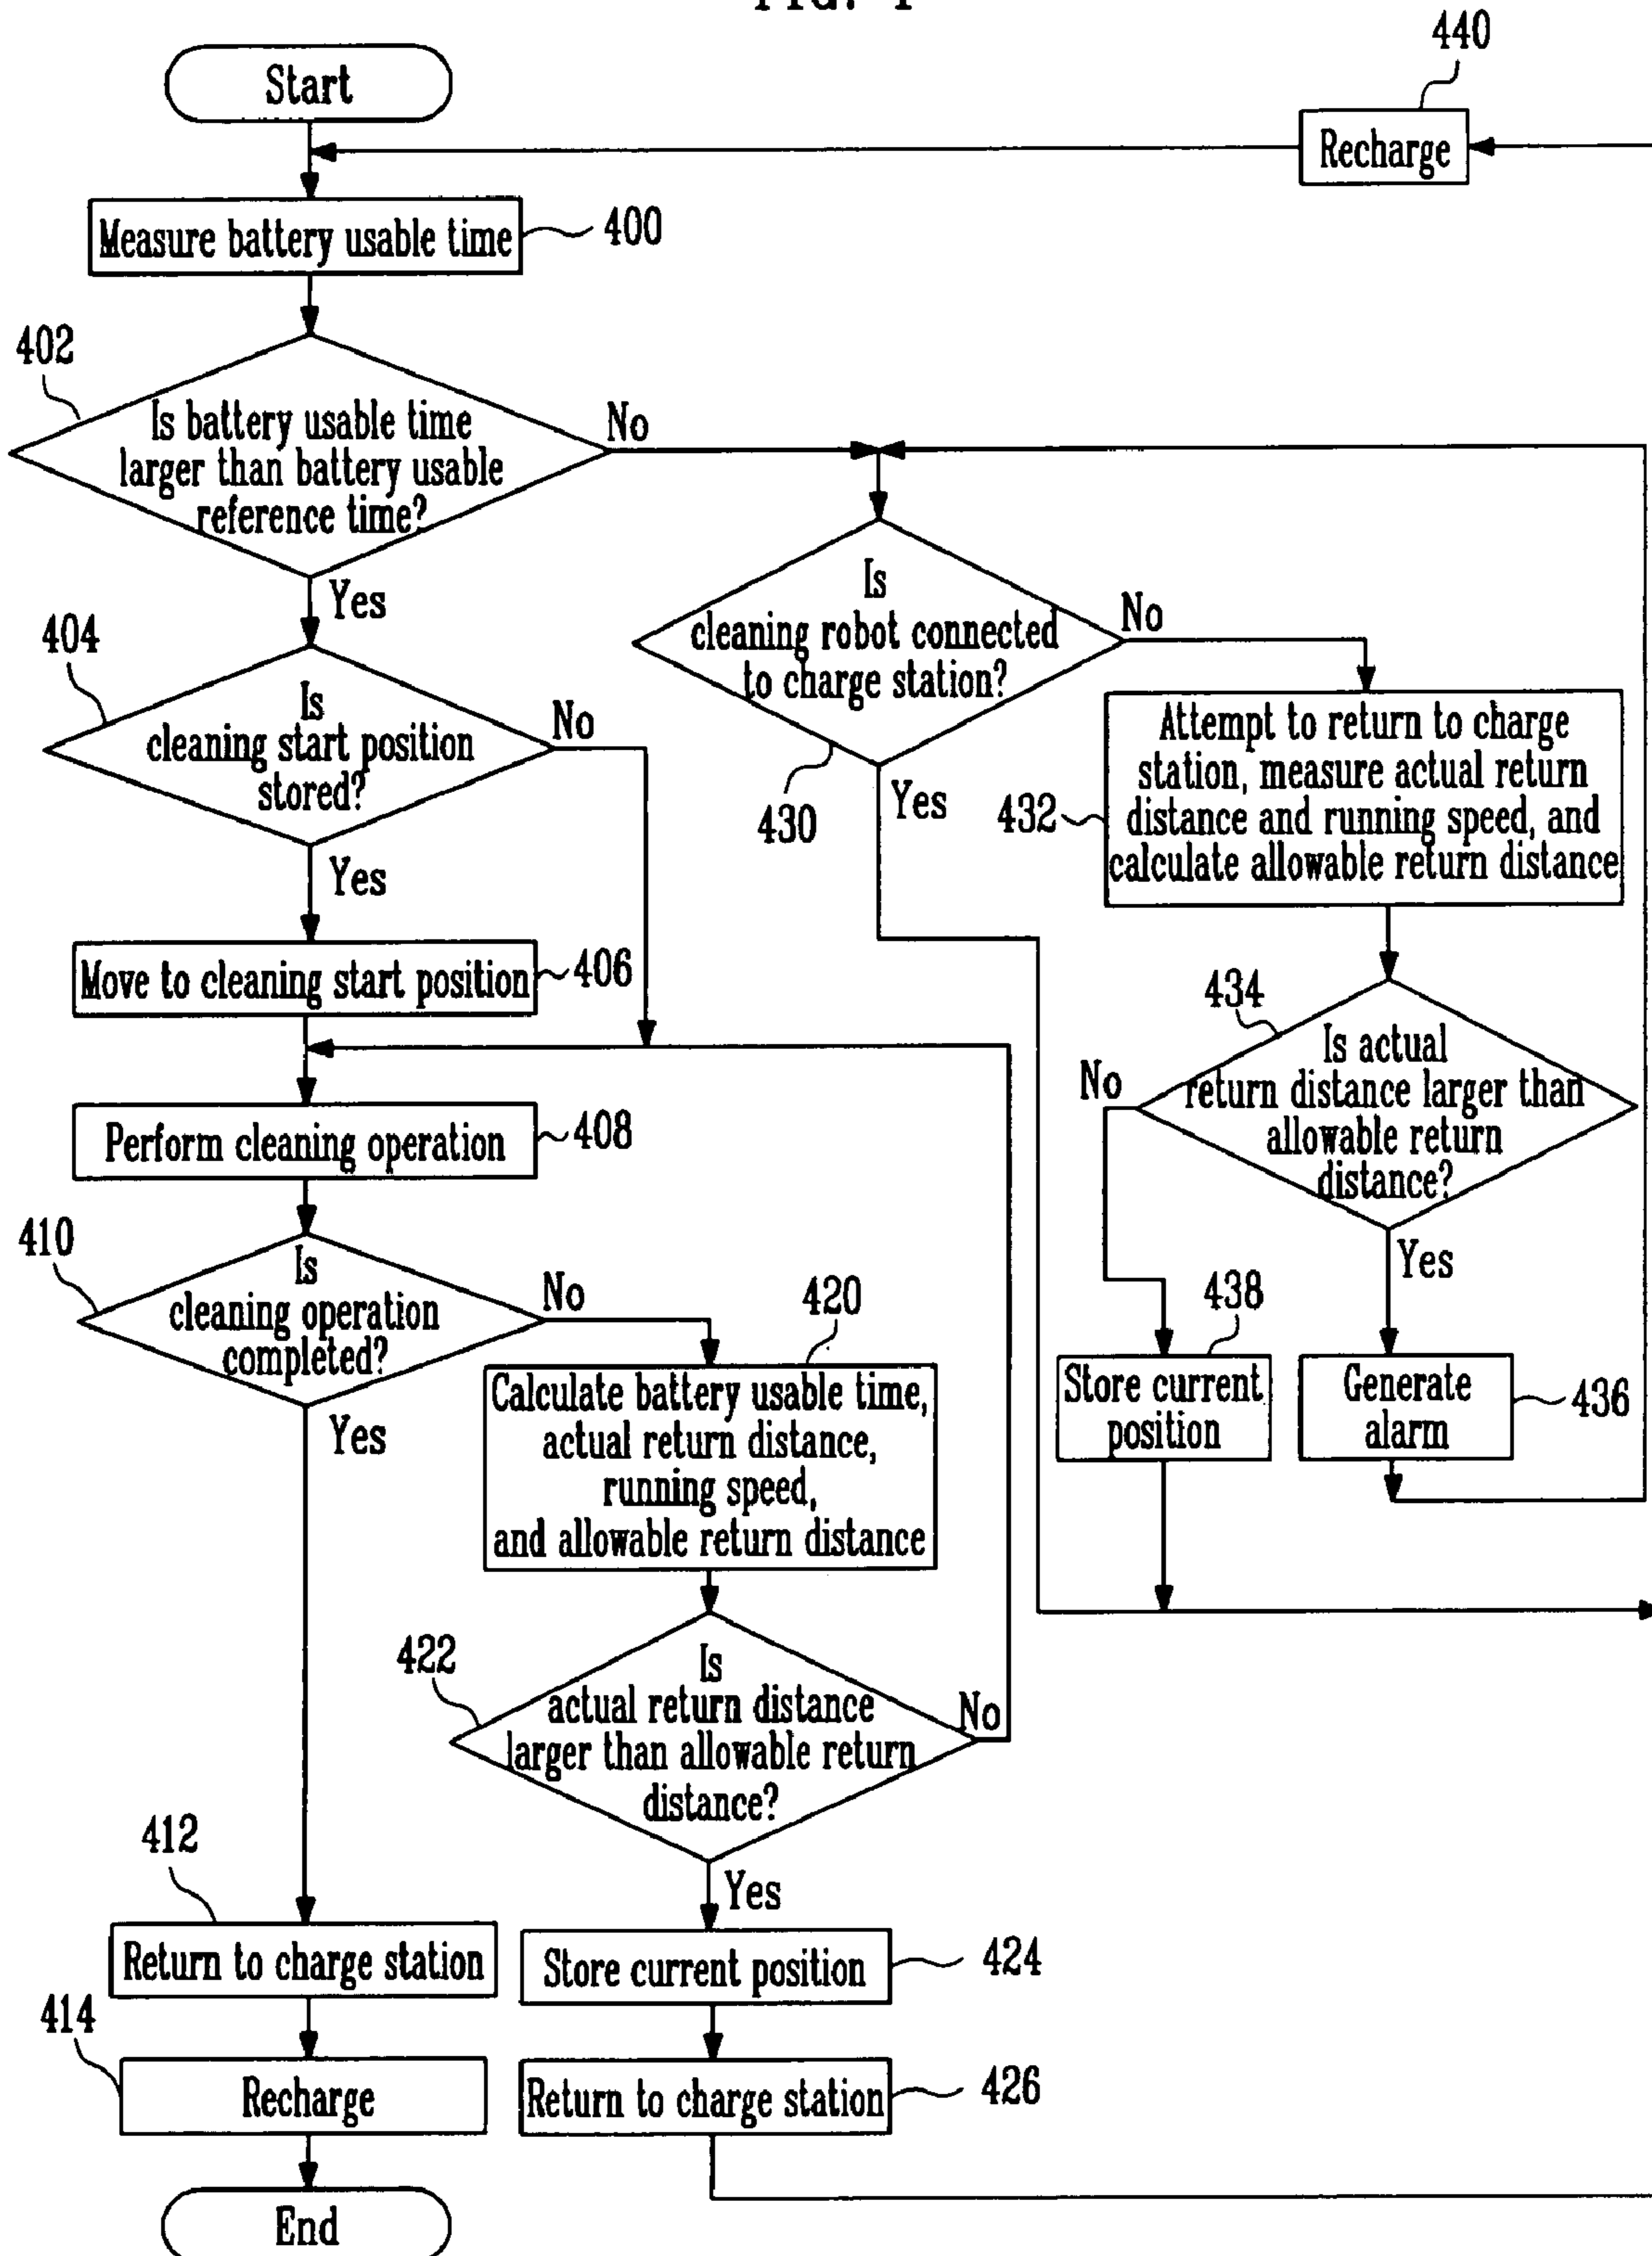 440
Start
Recharge
Measure battery usable time
400
402
Is battery usable time
larger than battery usable
reference time?
No
Yes
404
Is
cleaning start position
stored?
No
Yes
Is
cleaning robot connected
to charge station?
No
430
Yes
432
Attempt to return to charge
station, measure actual return
distance and running speed, and
calculate allowable return distance
Move to cleaning start position
406
434
Is actual
return distance larger than
allowable return
distance?
No
Yes
Perform cleaning operation
408
410
Is
cleaning operation
completed?
No
Yes
420
Calculate battery usable time,
actual return distance,
running speed,
and allowable return distance
438
Store current
position
Generate
alarm
436
422
Is
actual return distance
larger than allowable return
distance?
No
Yes
412
Return to charge station
Store current position
424
414
Recharge
Return to charge station
426
End